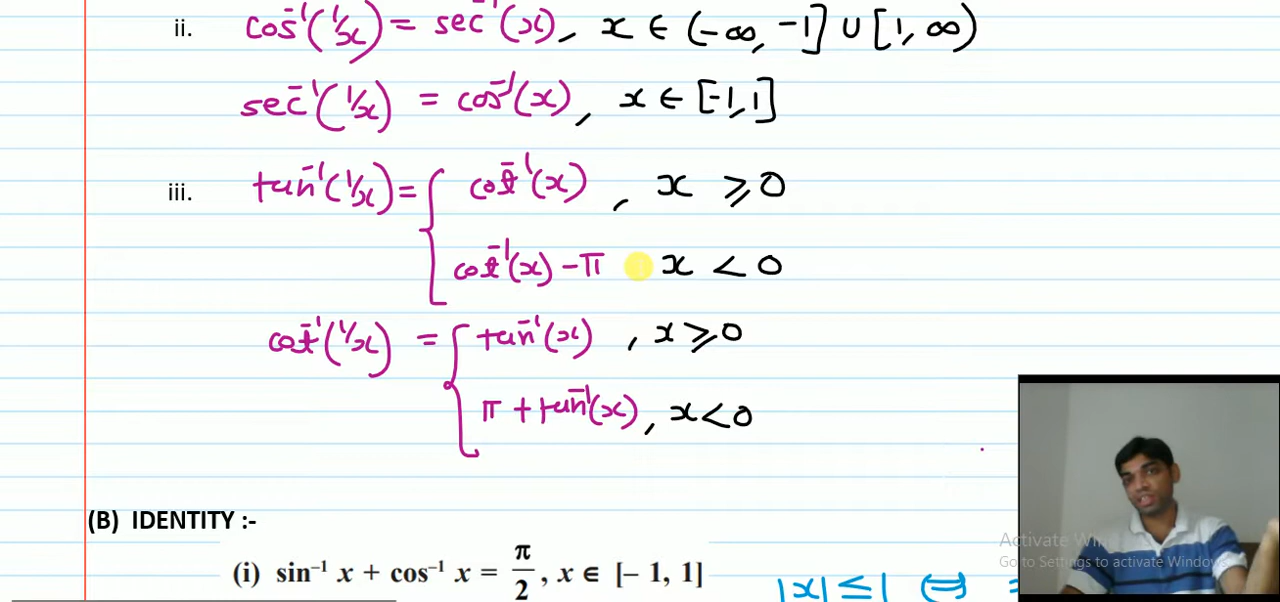 ii. cos⁻¹(1/x) = sec⁻¹(x), x ∈ (-∞, -1] ∪ [1, ∞)
sec⁻¹(1/x) = cos⁻¹(x), x ∈ [-1, 1]
iii. tan⁻¹(1/x) = { cot⁻¹(x), x ⩾ 0
cot⁻¹(x) - π x < 0
cot⁻¹(1/x) = { tan⁻¹(x), x ⩾ 0
π + tan⁻¹(x), x < 0
(B) IDENTITY :-
(i) sin⁻¹ x + cos⁻¹ x = π/2, x ∈ [– 1, 1]
|x| ≤ 1 ⇔
Activate Win
Go to Settings to activate Windows